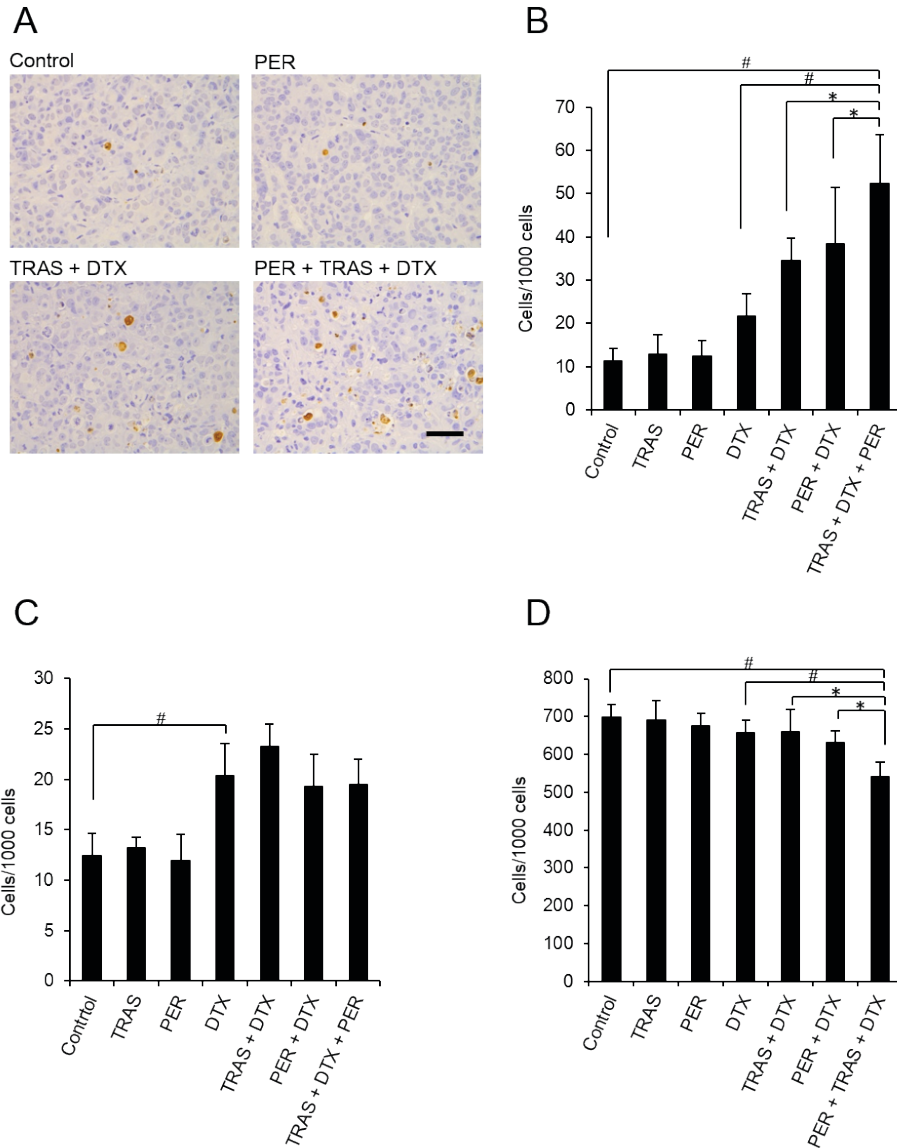 A
Control
PER
TRAS + DTX
PER + TRAS + DTX
B
#
#
*
*
70
60
50
40
30
20
10
0
Cells/1000 cells
Control
TRAS
PER
DTX
TRAS + DTX
PER + DTX
TRAS + DTX + PER
C
#
30
25
20
15
10
5
0
Cells/1000 cells
Contrtol
TRAS
PER
DTX
TRAS + DTX
PER + DTX
TRAS + DTX + PER
D
#
#
*
*
800
700
600
500
400
300
200
100
0
Cells/1000 cells
Control
TRAS
PER
DTX
TRAS + DTX
PER + DTX
PER + TRAS + DTX